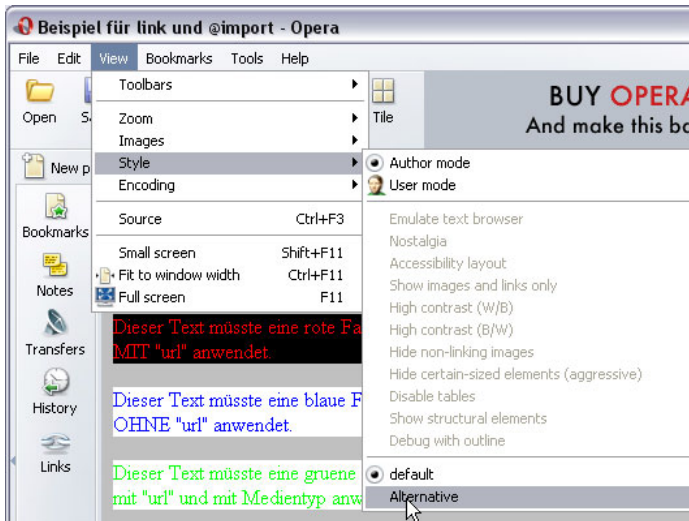 Beispiel für link und @import - Opera
File Edit View Bookmarks Tools Help
Open
Tile
BUY OPERA
And make this
New
Bookmarks
Notes
Transfers
History
Links
Toolbars
Zoom
Images
Style
Encoding
Source Ctrl+F3
Small screen Shift+F11
Fit to window width Ctrl+F11
Full screen F11
Author mode
User mode
Emulate text browser
Nostalgia
Accessibility layout
Show images and links only
High contrast (W/B)
High contrast (B/W)
Hide non-linking images
Hide certain-sized elements (aggressive)
Disable tables
Show structural elements
Debug with outline
default
Alternative
Dieser Text müsste eine rote Fa
MIT "url" anwendet.
Dieser Text müsste eine blaue F
OHNE "url" anwendet.
Dieser Text müsste eine gruene
mit "url" und mit Medientyp anw